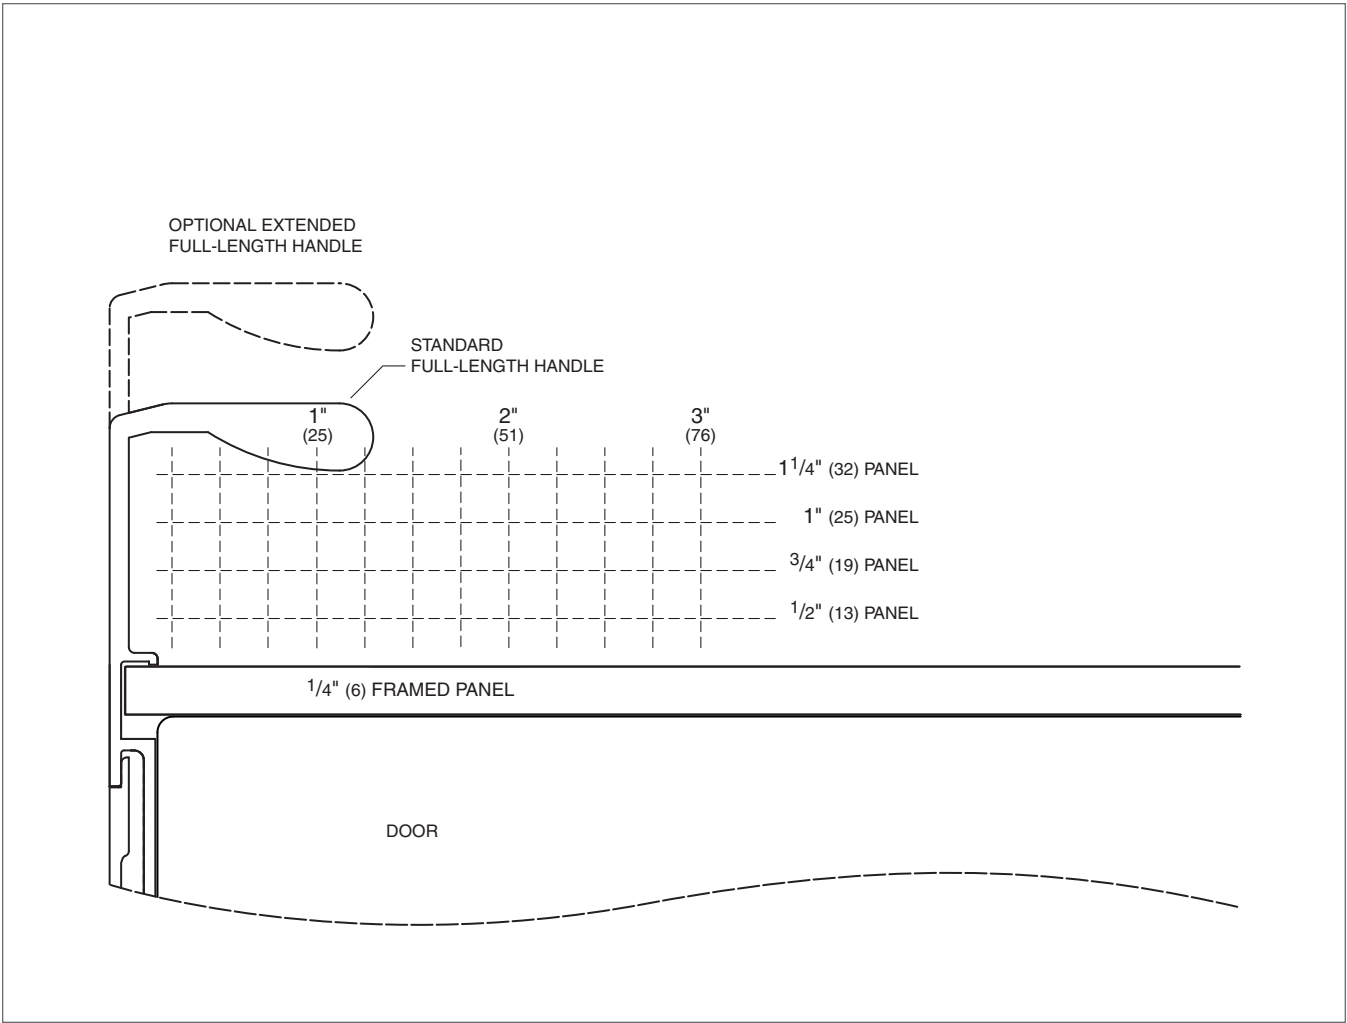 OPTIONAL EXTENDED
FULL-LENGTH HANDLE
STANDARD
FULL-LENGTH HANDLE
1" 2" 3"
(25) (51) (76)
1 1/4" (32) PANEL
1" (25) PANEL
3/4" (19) PANEL
1/2" (13) PANEL
1/4" (6) FRAMED PANEL
DOOR